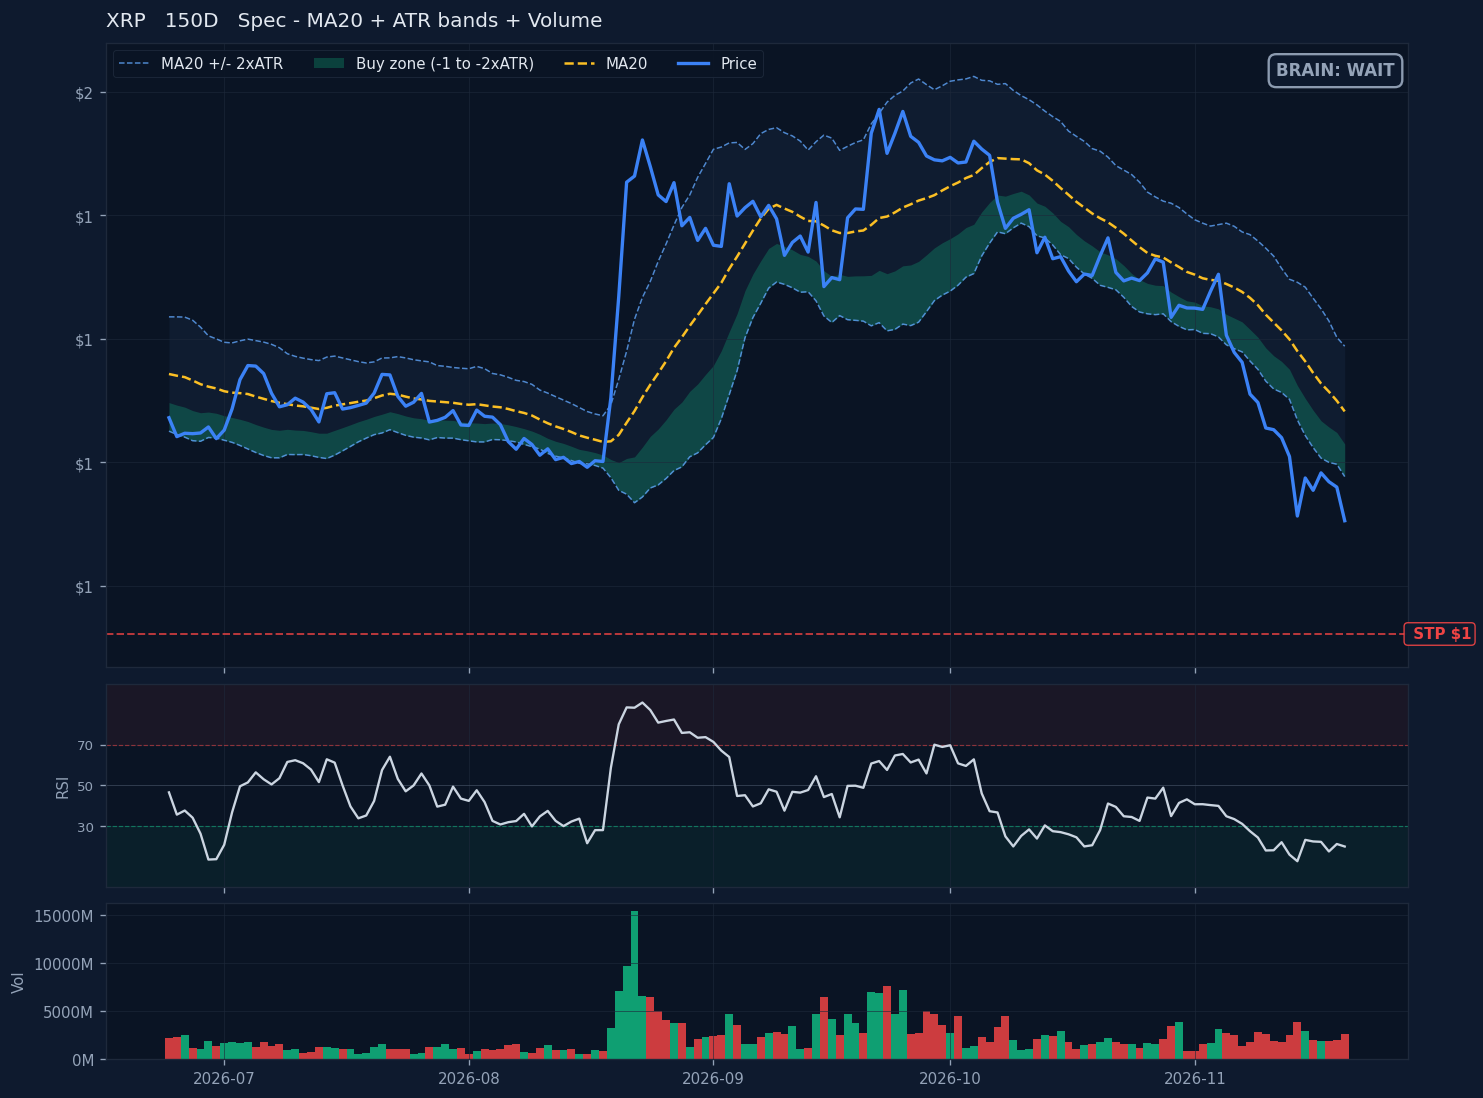 XRP   150D   Spec - MA20 + ATR bands + Volume
MA20 +/- 2xATR
Buy zone (-1 to -2xATR)
MA20
Price
BRAIN: WAIT
$2
$1
$1
$1
$1
STP $1
RSI
70
50
30
Vol
15000M
10000M
5000M
0M
2026-07
2026-08
2026-09
2026-10
2026-11